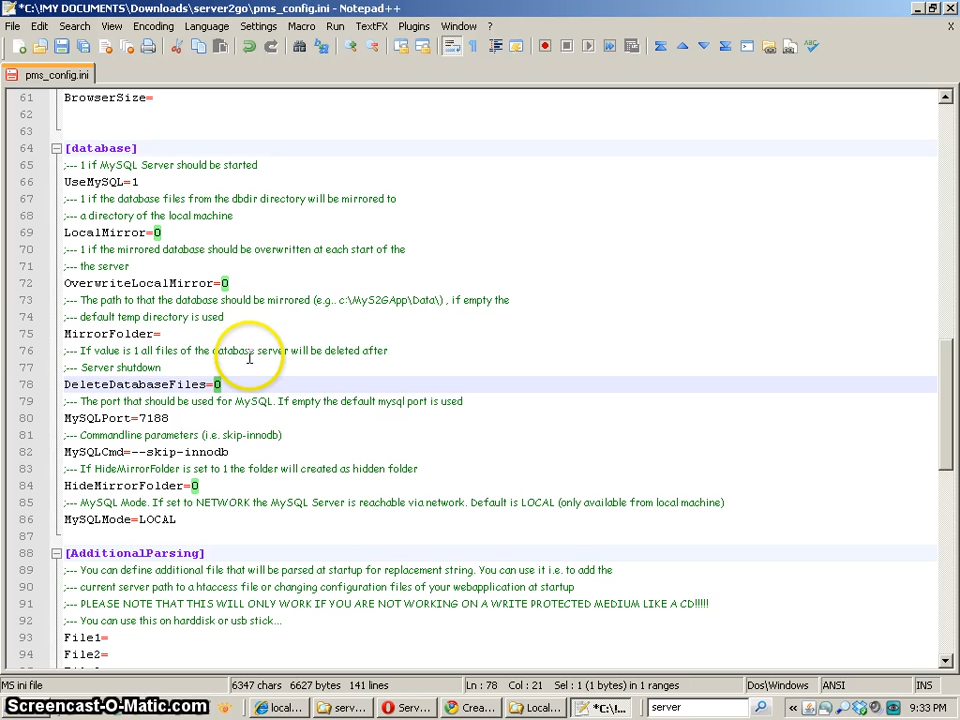 *C:\!MY DOCUMENTS\Downloads\server2go\pms_config.ini - Notepad++
File Edit Search View Encoding Language Settings Macro Run TextFX Plugins Window ? X
pms_config.ini
61 BrowserSize=
62
63
64 [database]
65 ;--- 1 if MySQL Server should be started
66 UseMySQL=1
67 ;--- 1 if the database files from the dbdir directory will be mirrored to
68 ;--- a directory of the local machine
69 LocalMirror=0
70 ;--- 1 if the mirrored database should be overwritten at each start of the
71 ;--- the server
72 OverwriteLocalMirror=0
73 ;--- The path to that the database should be mirrored (e.g.. c:\MyS2GApp\Data\) , if empty the
74 ;--- default temp directory is used
75 MirrorFolder=
76 ;--- If value is 1 all files of the database server will be deleted after
77 ;--- Server shutdown
78 DeleteDatabaseFiles=0
79 ;--- The port that should be used for MySQL. If empty the default mysql port is used
80 MySQLPort=7188
81 ;--- Commandline parameters (i.e. skip-innodb)
82 MySQLCmd=--skip-innodb
83 ;--- If HideMirrorFolder is set to 1 the folder will created as hidden folder
84 HideMirrorFolder=0
85 ;--- MySQL Mode. If set to NETWORK the MySQL Server is reachable via network. Default is LOCAL (only available from local machine)
86 MySQLMode=LOCAL
87
88 [AdditionalParsing]
89 ;--- You can define additional file that will be parsed at startup for replacement string. You can use it i.e. to add the
90 ;--- current server path to a htaccess file or changing configuration files of your webapplication at startup
91 ;--- PLEASE NOTE THAT THIS WILL ONLY WORK IF YOU ARE NOT WORKING ON A WRITE PROTECTED MEDIUM LIKE A CD!!!!!
92 ;--- You can use this on harddisk or usb stick...
93 File1=
94 File2=
MS ini file 6347 chars 6627 bytes 141 lines Ln : 78 Col : 21 Sel : 1 (1 bytes) in 1 ranges Dos\Windows ANSI INS
Screencast-O-Matic.com local... serv... Serv... Crea... Local... *C:\!... server 9:33 PM